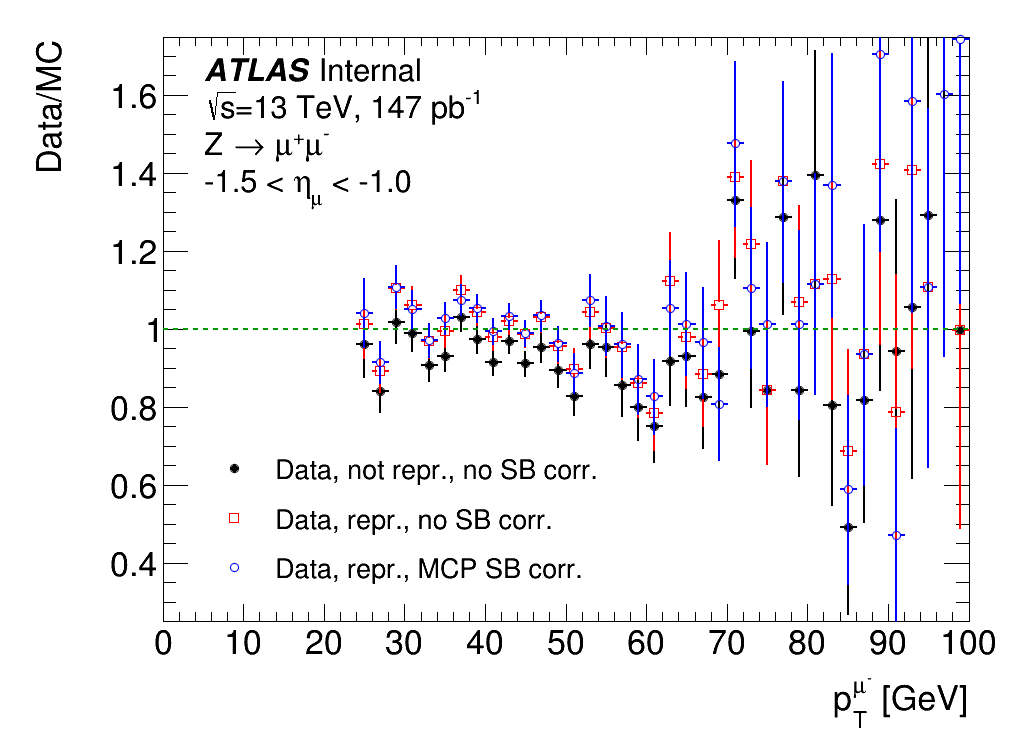 Data/MC
ATLAS Internal
√s=13 TeV, 147 pb⁻¹
Z → μ⁺μ⁻
-1.5 < ημ < -1.0
1.6
1.4
1.2
1
0.8
0.6
0.4
Data, not repr., no SB corr.
Data, repr., no SB corr.
Data, repr., MCP SB corr.
0 10 20 30 40 50 60 70 80 90 100
p_T^μ⁻ [GeV]